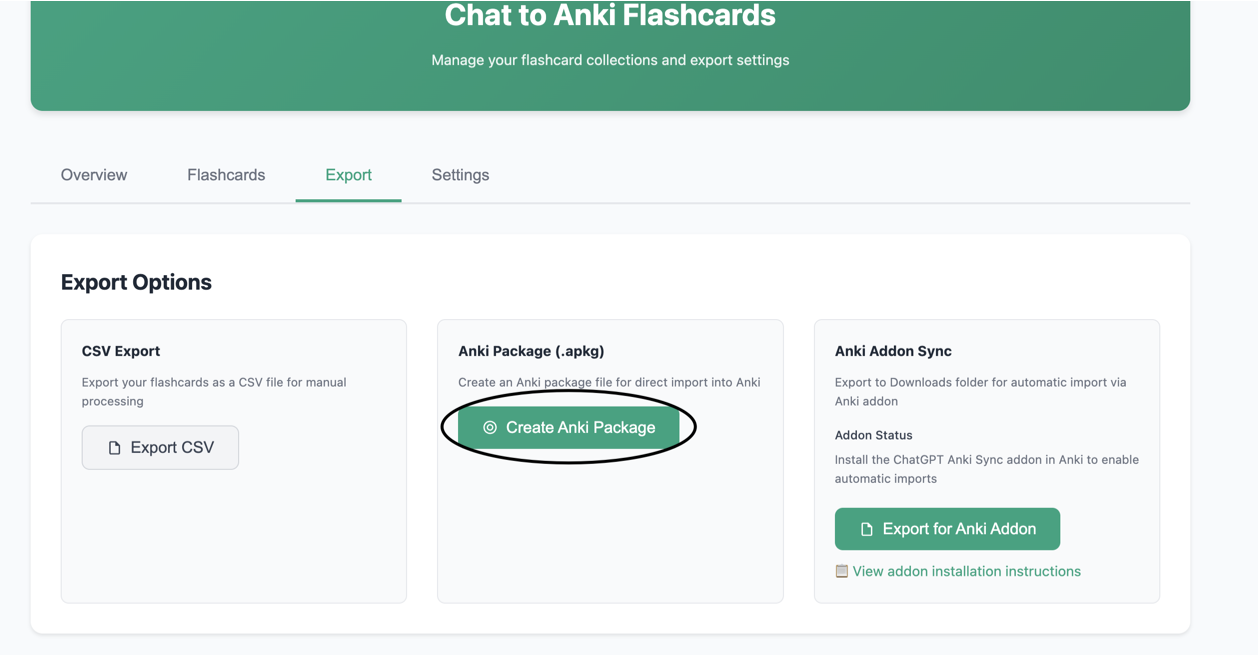 Chat to Anki Flashcards
Manage your flashcard collections and export settings
Overview
Flashcards
Export
Settings
Export Options
CSV Export
Export your flashcards as a CSV file for manual
processing
Export CSV
Anki Package (.apkg)
Create an Anki package file for direct import into Anki
Create Anki Package
Anki Addon Sync
Export to Downloads folder for automatic import via
Anki addon
Addon Status
Install the ChatGPT Anki Sync addon in Anki to enable
automatic imports
Export for Anki Addon
View addon installation instructions